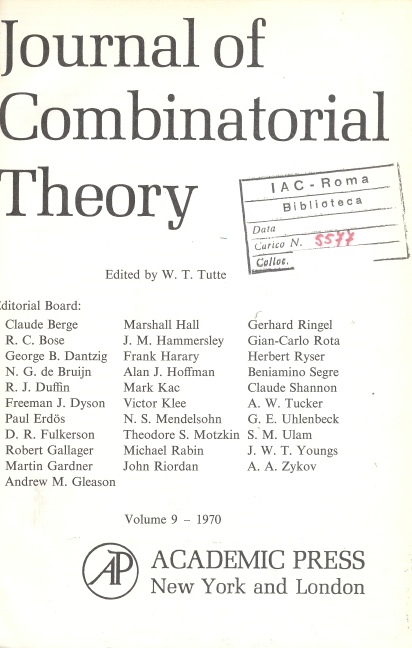 Journal of
Combinatorial
Theory
IAC-Roma
Biblioteca
Data
Carico N. 5577
Colloc.
Edited by W. T. Tutte
ditorial Board:
Claude Berge
R. C. Bose
George B. Dantzig
N. G. de Bruijn
R. J. Duffin
Freeman J. Dyson
Paul Erdös
D. R. Fulkerson
Robert Gallager
Martin Gardner
Andrew M. Gleason
Marshall Hall
J. M. Hammersley
Frank Harary
Alan J. Hoffman
Mark Kac
Victor Klee
N. S. Mendelsohn
Theodore S. Motzkin
Michael Rabin
John Riordan
Gerhard Ringel
Gian-Carlo Rota
Herbert Ryser
Beniamino Segre
Claude Shannon
A. W. Tucker
G. E. Uhlenbeck
S. M. Ulam
J. W. T. Youngs
A. A. Zykov
Volume 9 – 1970
AP
ACADEMIC PRESS
New York and London